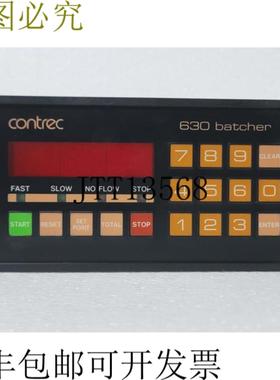 图必究
contrec
630 batcher
7 8 9 CLEAR
FAST SLOW NO FLOW STOP
4 5 6 0
JTT13568
START RESET SET POINT TOTAL STOP
1 2 3 ENTER
包邮可开发票